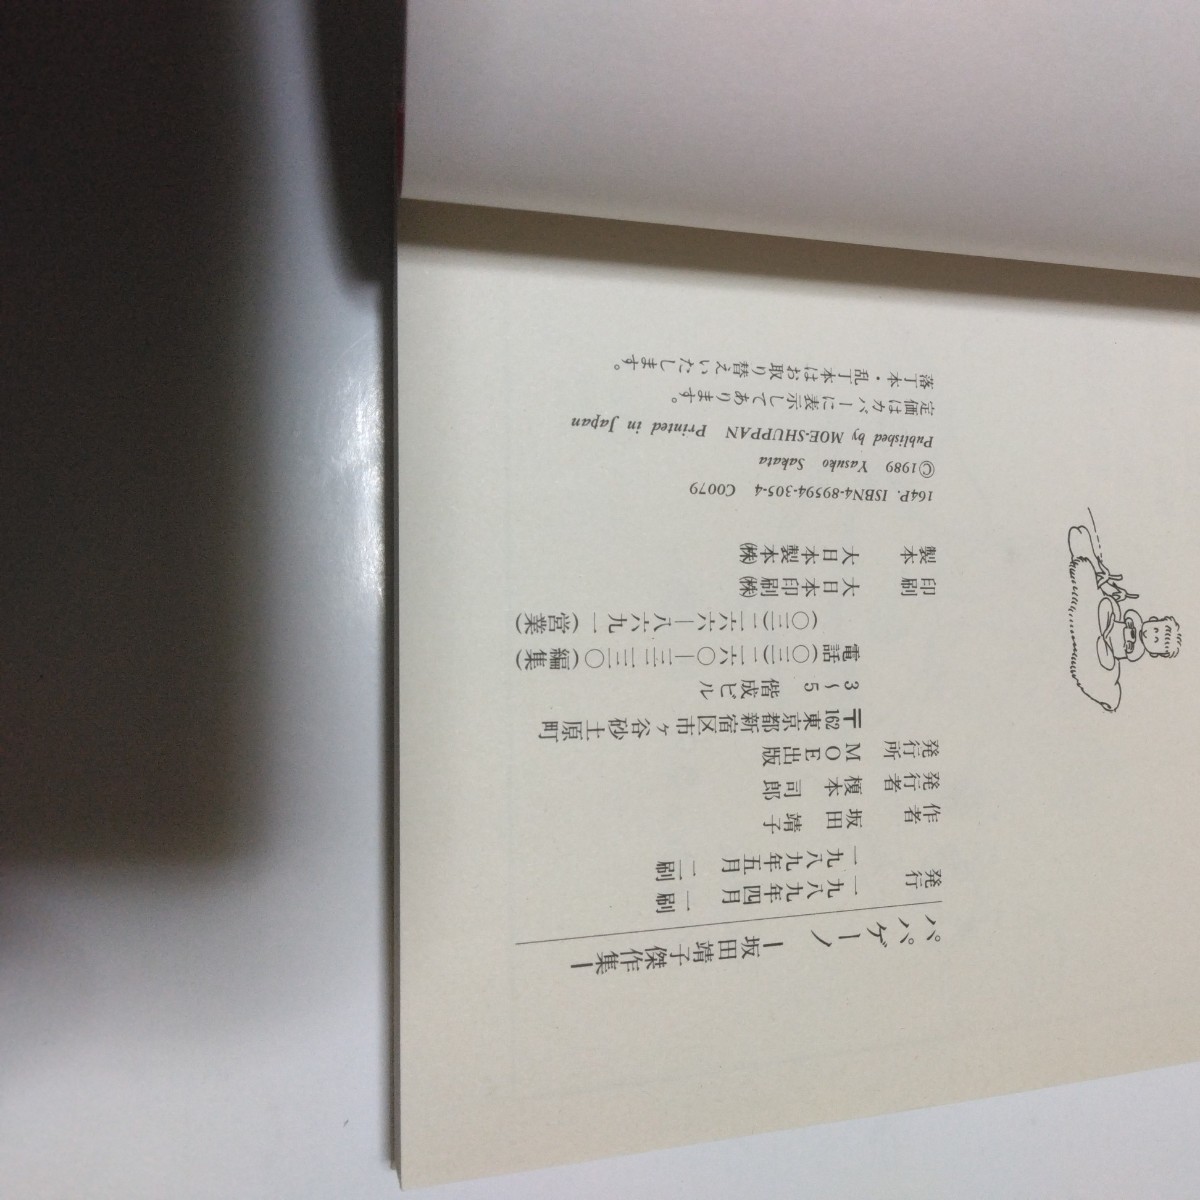 パパゲーノ ―坂田靖子傑作集―
発行 一九八九年四月 一刷
一九八九年五月 二刷
作者 坂田靖子
発行者 榎本司郎
発行所 MOE出版
〒162 東京都新宿区市ヶ谷砂土原町
3～5 偕成ビル
電話(〇三)二六〇―三二三〇(編集)
(〇三)二六六―八六九一(営業)
印刷 大日本印刷㈱
製本 大日本製本㈱
164P. ISBN4-89594-305-4 C0079
©1989 Yasuko Sakata
Published by MOE-SHUPPAN Printed in Japan
定価はカバーに表示してあります。
落丁本・乱丁本はお取り替えいたします。